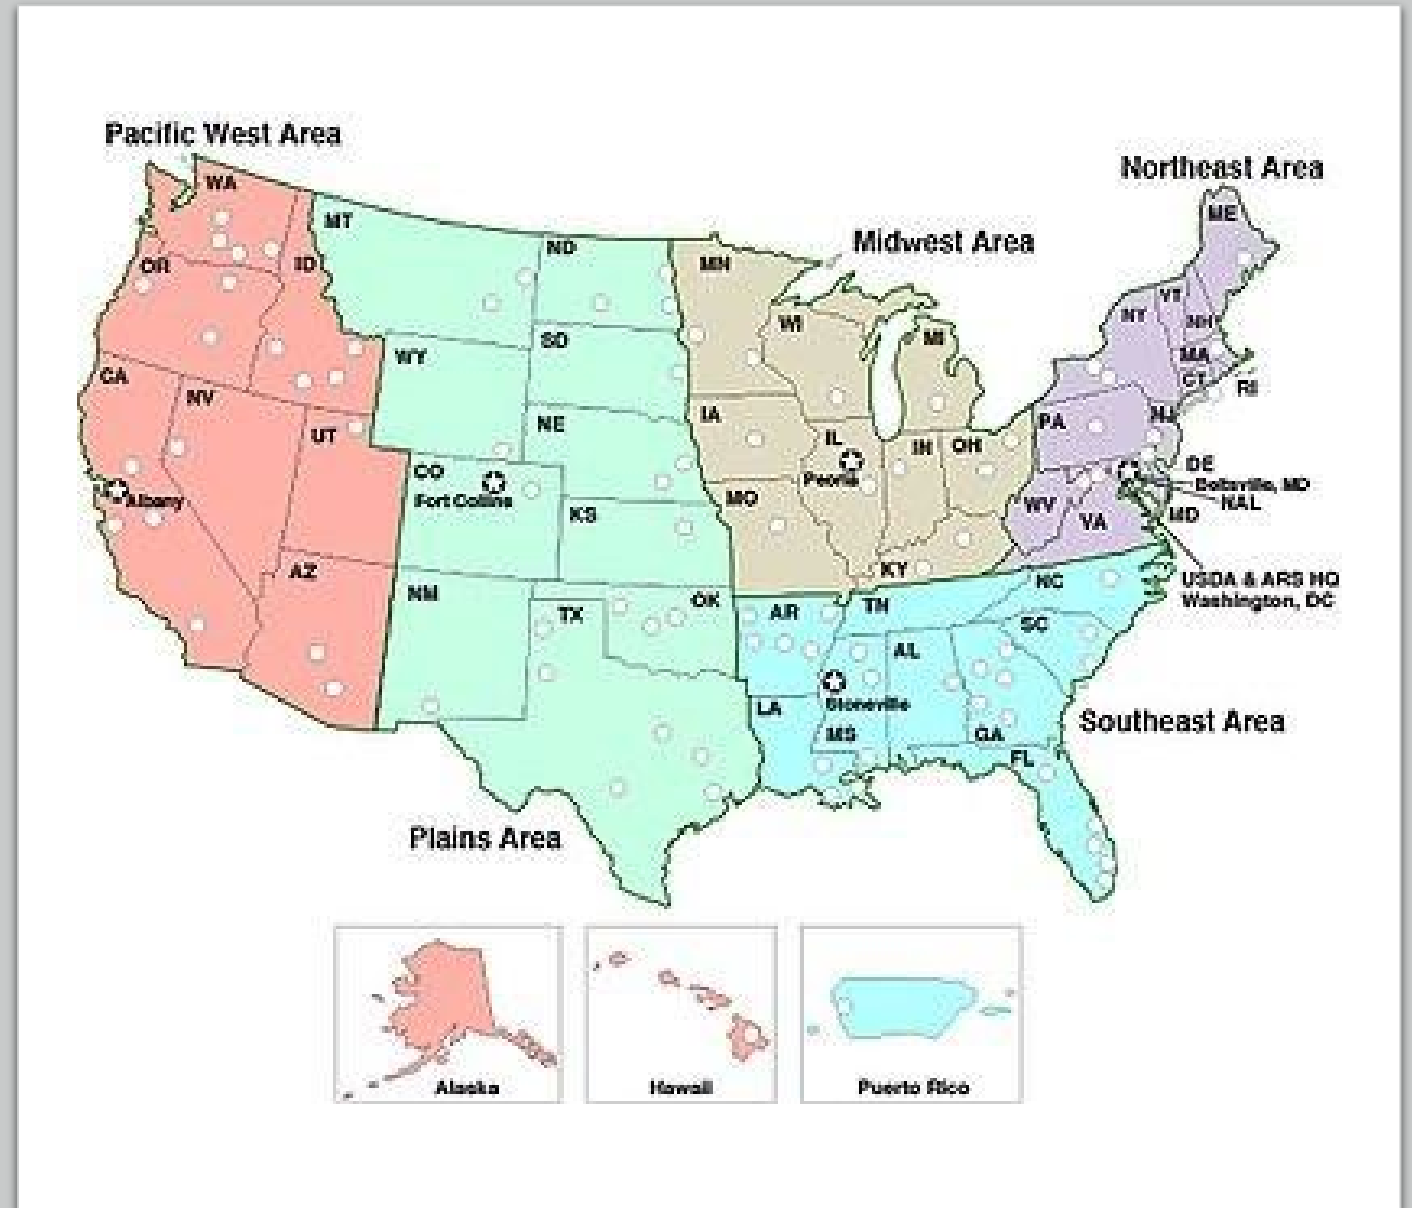 Pacific West Area
Northeast Area
Midwest Area
WA
MT
ND
MN
ME
OR
ID
SD
WI
MI
NY
VT
NH
MA
CT
RI
CA
NV
UT
WY
NE
IA
IL
IN
OH
PA
NJ
CO
Fort Collins
Peoria
DE
Beltsville, MD
NAL
Albany
KS
MO
WV
VA
MD
AZ
NM
KY
USDA & ARS HQ
Washington, DC
TX
OK
AR
TN
NC
SC
AL
LA
Stoneville
MS
GA
FL
Southeast Area
Plains Area
Alaska
Hawaii
Puerto Rico